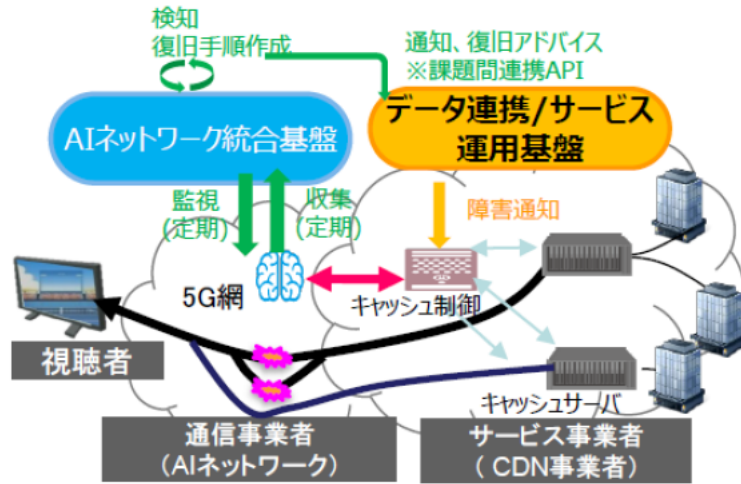 検知
復旧手順作成
通知、復旧アドバイス
※課題間連携API
AIネットワーク統合基盤
データ連携/サービス
運用基盤
監視
(定期)
収集
(定期)
障害通知
5G網
キャッシュ制御
視聴者
キャッシュサーバ
通信事業者
(AIネットワーク)
サービス事業者
( CDN事業者)